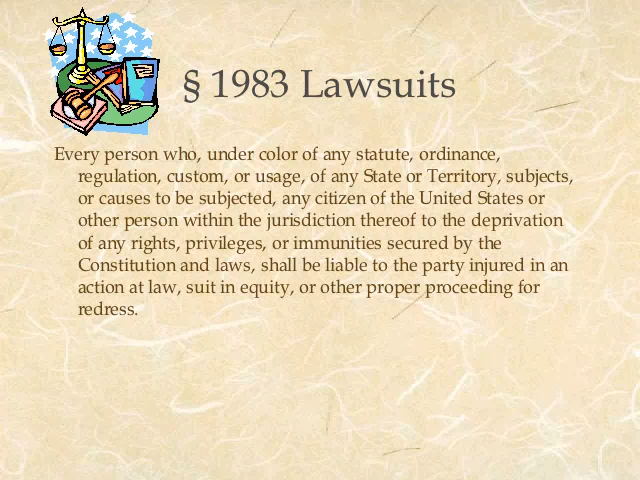 § 1983 Lawsuits
Every person who, under color of any statute, ordinance,
regulation, custom, or usage, of any State or Territory, subjects,
or causes to be subjected, any citizen of the United States or
other person within the jurisdiction thereof to the deprivation
of any rights, privileges, or immunities secured by the
Constitution and laws, shall be liable to the party injured in an
action at law, suit in equity, or other proper proceeding for
redress.